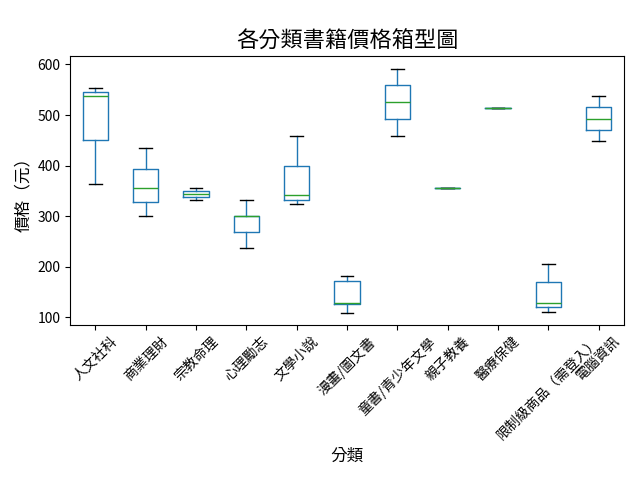 各分類書籍價格箱型圖
價格（元）
600
500
400
300
200
100
人文社科
商業理財
宗教命理
心理勵志
文學小說
漫畫/圖文書
童書/青少年文學
親子教養
醫療保健
限制級商品（需登入）
電腦資訊
分類